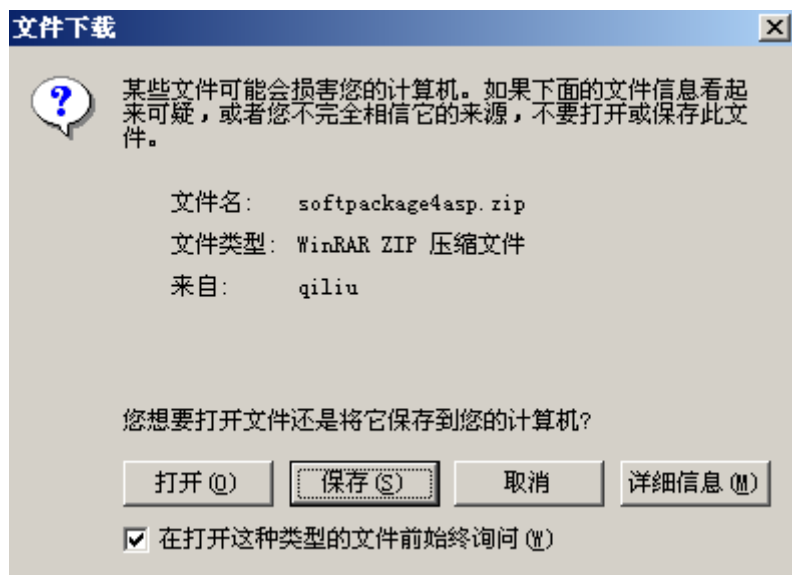 文件下载
某些文件可能会损害您的计算机。如果下面的文件信息看起
来可疑，或者您不完全相信它的来源，不要打开或保存此文
件。
文件名: softpackage4asp.zip
文件类型: WinRAR ZIP 压缩文件
来自: qiliu
您想要打开文件还是将它保存到您的计算机?
打开(O) 保存(S) 取消 详细信息(M)
在打开这种类型的文件前始终询问(W)